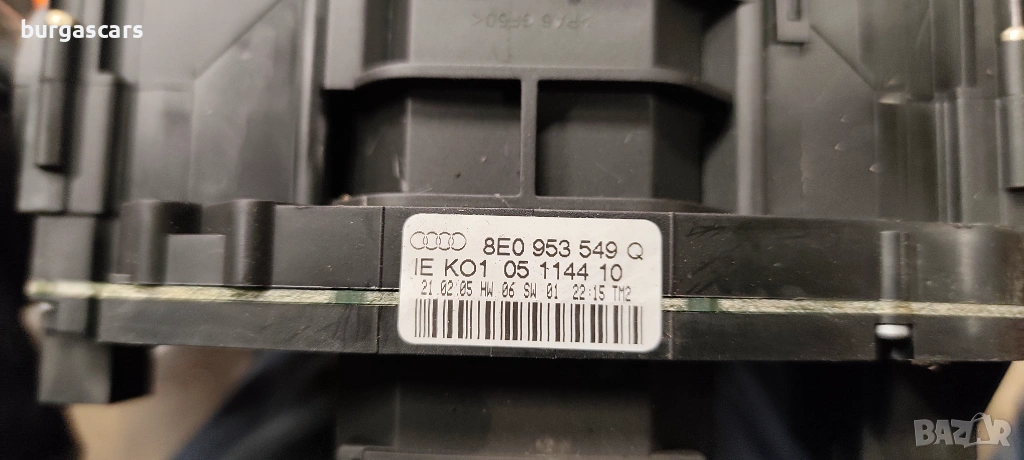 burgascars
8E0 953 549 Q
IE KO1 05 1144 10
21.02.05 HW 06 SW 01 22:15 TM2
BAZAR